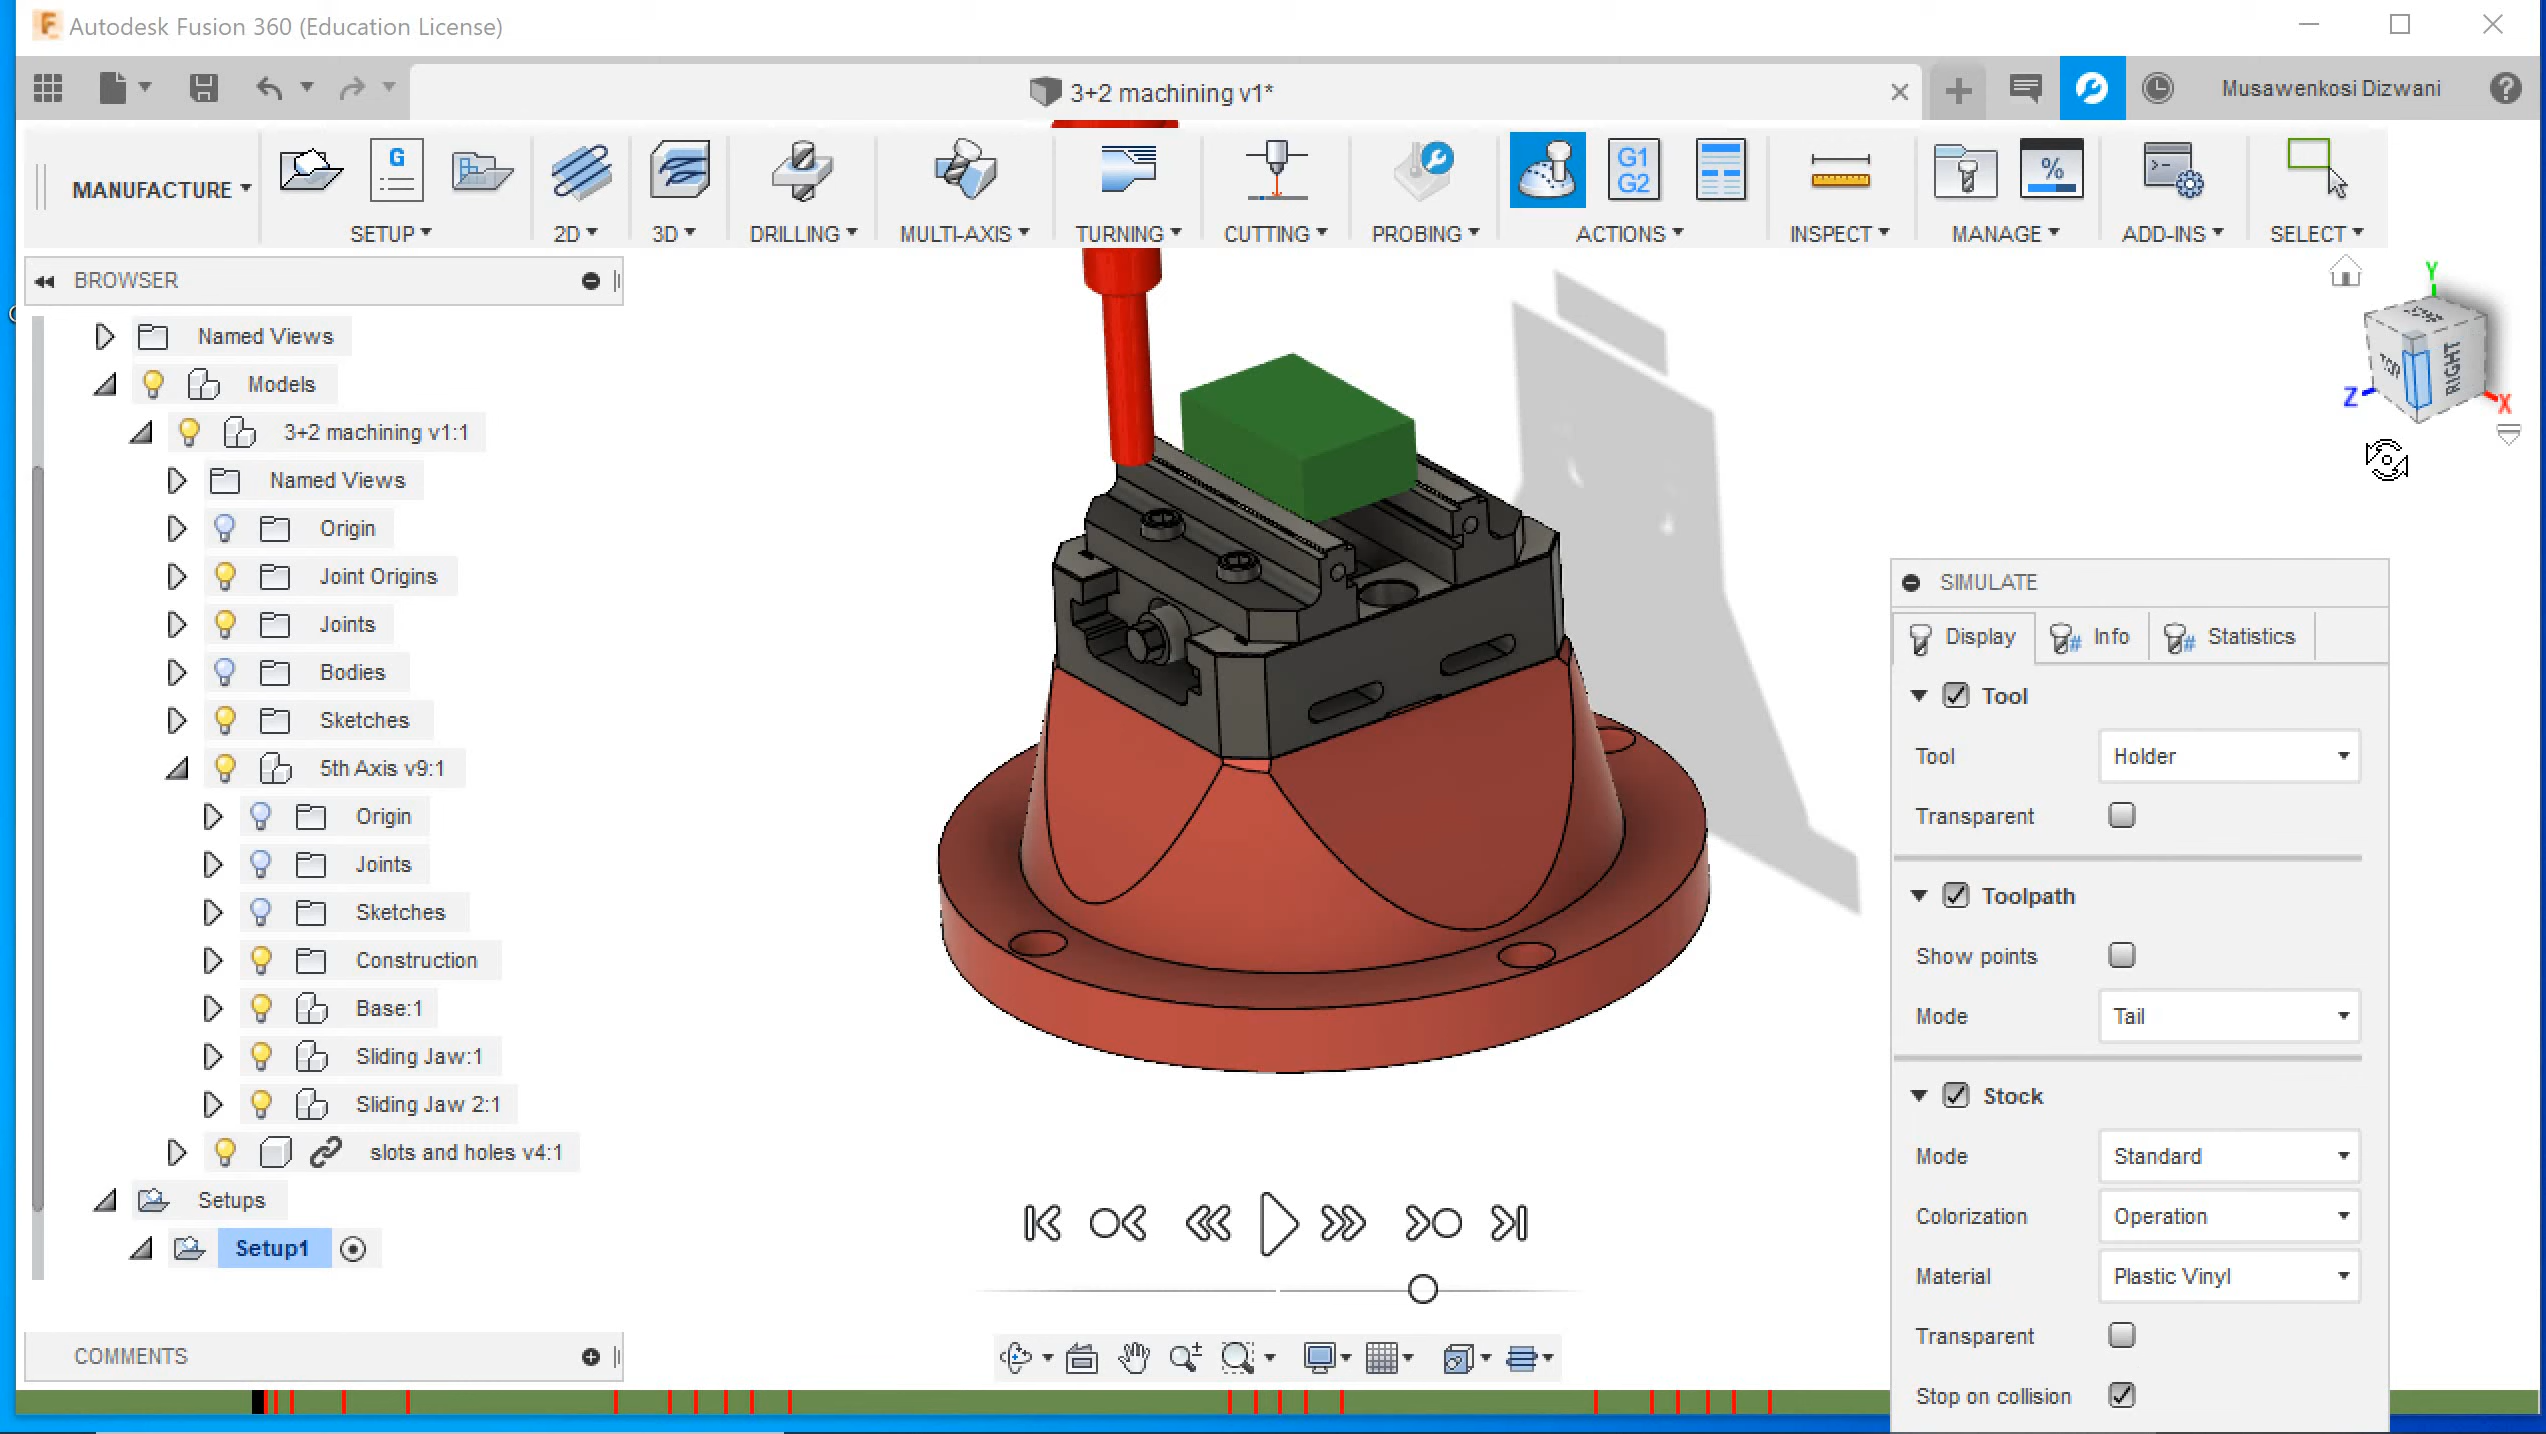 Autodesk Fusion 360 (Education License)
3+2 machining v1*
Musawenkosi Dizwani
MANUFACTURE
SETUP
2D
3D
DRILLING
MULTI-AXIS
TURNING
CUTTING
PROBING
ACTIONS
INSPECT
MANAGE
ADD-INS
SELECT
G
G1
G2
%
BROWSER
Named Views
Models
3+2 machining v1:1
Named Views
Origin
Joint Origins
Joints
Bodies
Sketches
5th Axis v9:1
Origin
Joints
Sketches
Construction
Base:1
Sliding Jaw:1
Sliding Jaw 2:1
slots and holes v4:1
Setups
Setup1
COMMENTS
Y
TOP
RIGHT
Z
X
SIMULATE
Display
Info
Statistics
Tool
Tool Holder
Transparent
Toolpath
Show points
Mode Tail
Stock
Mode Standard
Colorization Operation
Material Plastic Vinyl
Transparent
Stop on collision